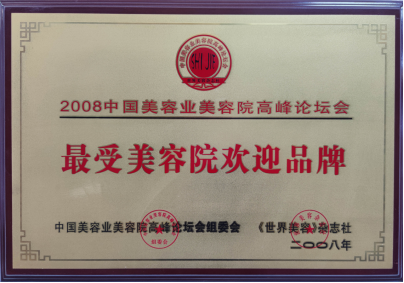 2008中国美容业美容院高峰论坛会
最受美容院欢迎品牌
中国美容业美容院高峰论坛会组委会 《世界美容》杂志社
二〇〇八年